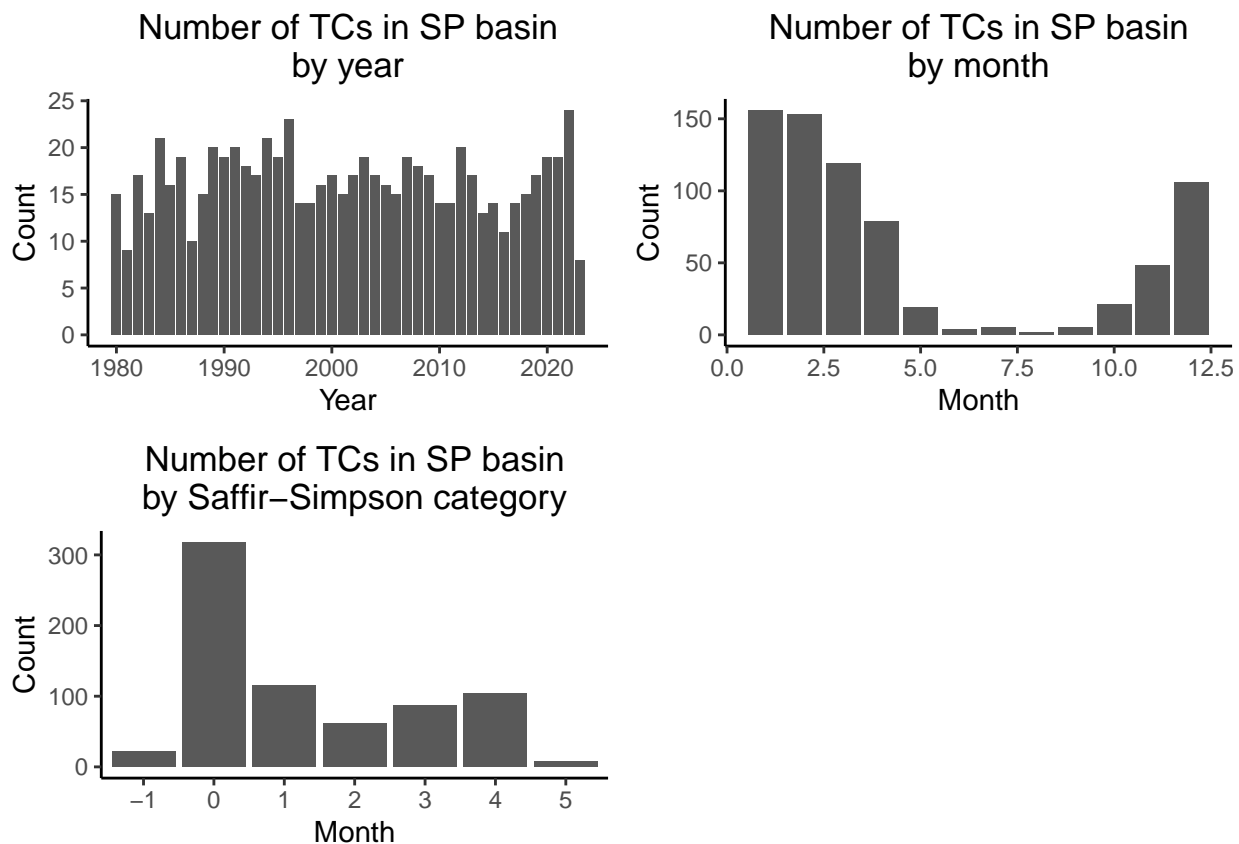 Number of TCs in SP basin
by year
25
20
15
10
5
0
Count
1980 1990 2000 2010 2020
Year
Number of TCs in SP basin
by month
150
100
50
0
Count
0.0 2.5 5.0 7.5 10.0 12.5
Month
Number of TCs in SP basin
by Saffir−Simpson category
300
200
100
0
Count
−1 0 1 2 3 4 5
Month